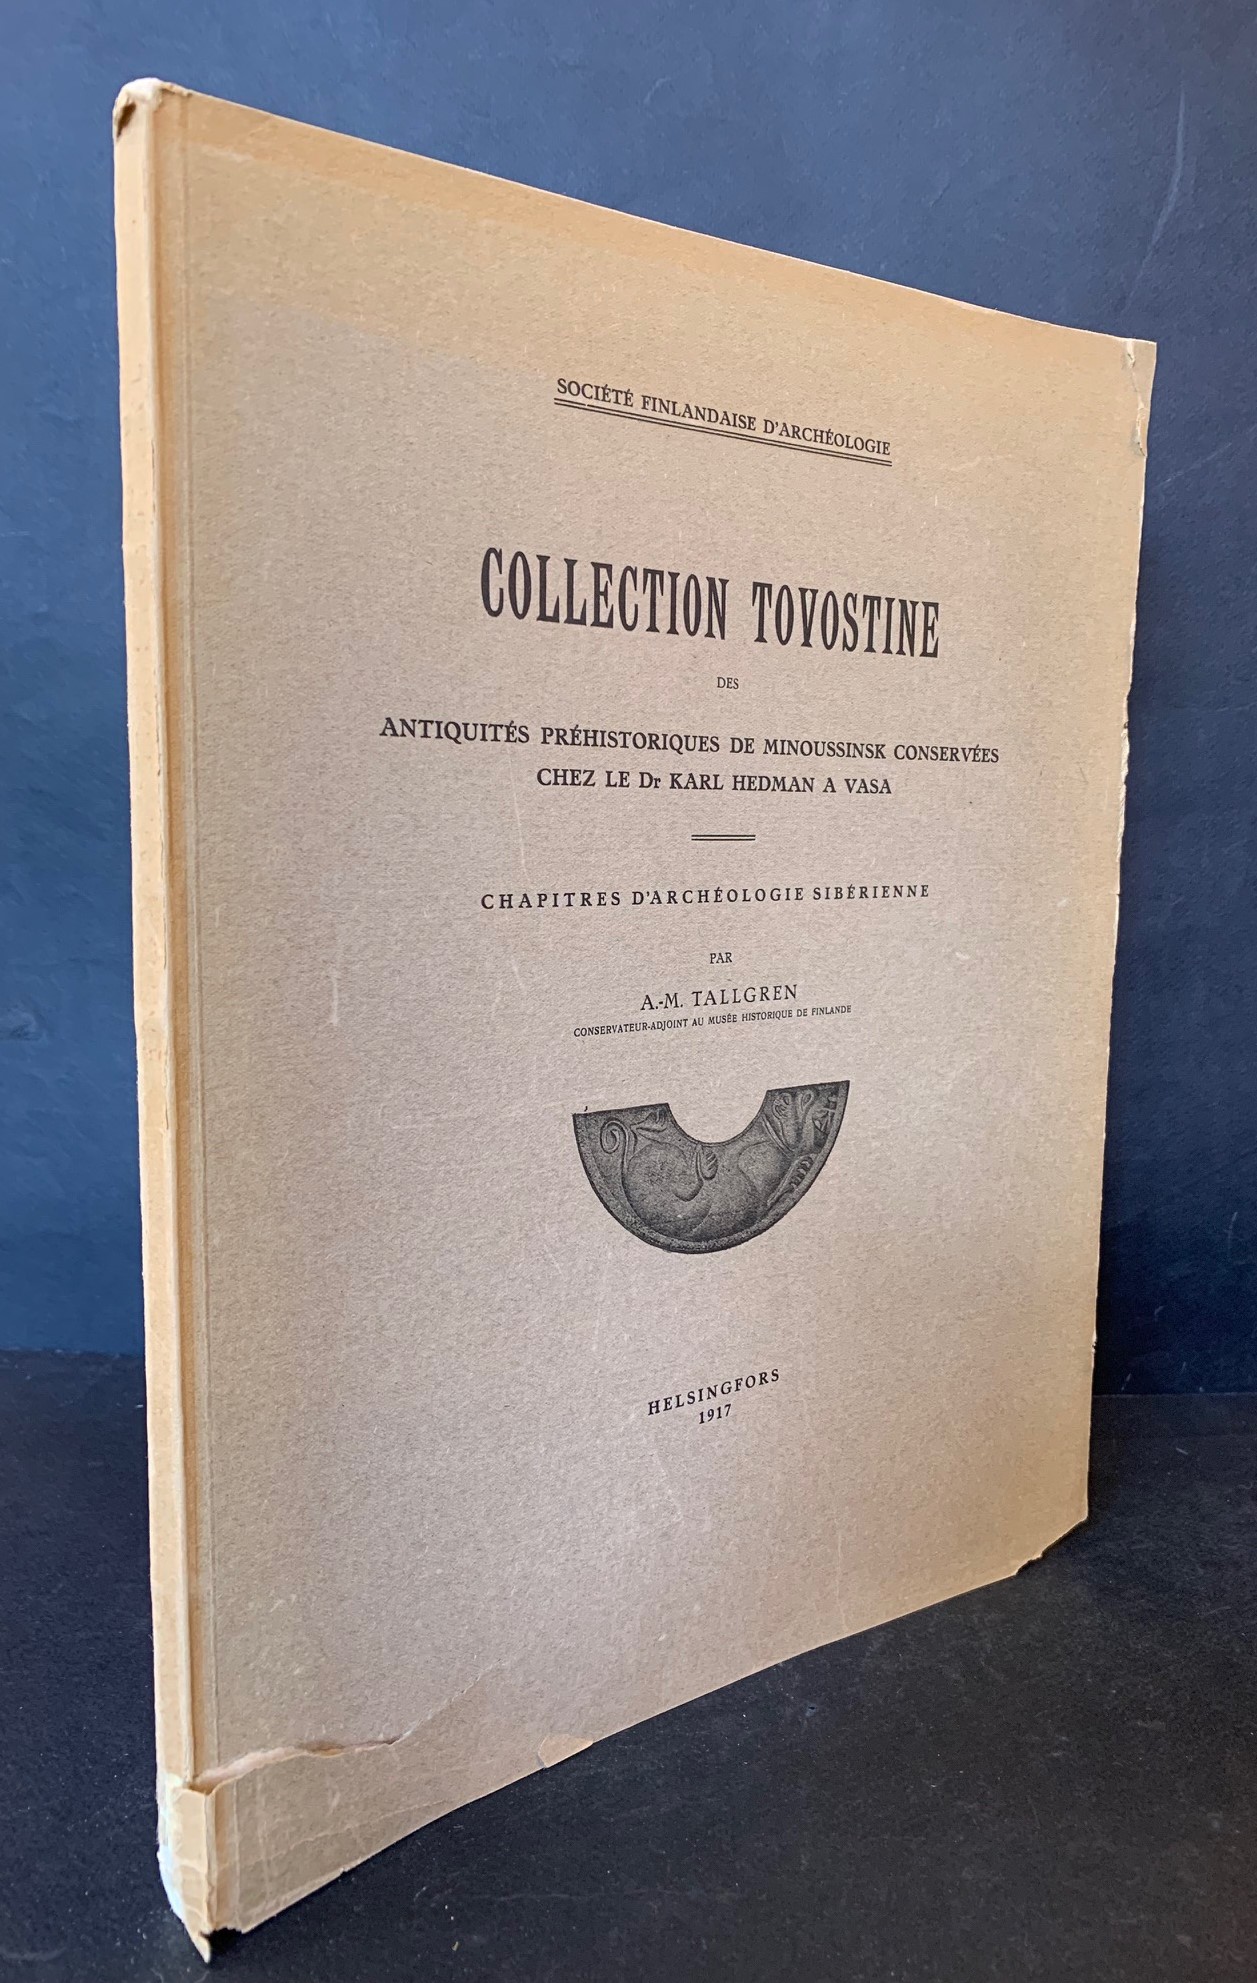 SOCIÉTÉ FINLANDAISE D'ARCHÉOLOGIE
COLLECTION TOVOSTINE
DES
ANTIQUITÉS PRÉHISTORIQUES DE MINOUSSINSK CONSERVÉES
CHEZ LE Dr KARL HEDMAN A VASA
CHAPITRES D'ARCHÉOLOGIE SIBÉRIENNE
PAR
A.-M. TALLGREN
CONSERVATEUR-ADJOINT AU MUSÉE HISTORIQUE DE FINLANDE
HELSINGFORS
1917